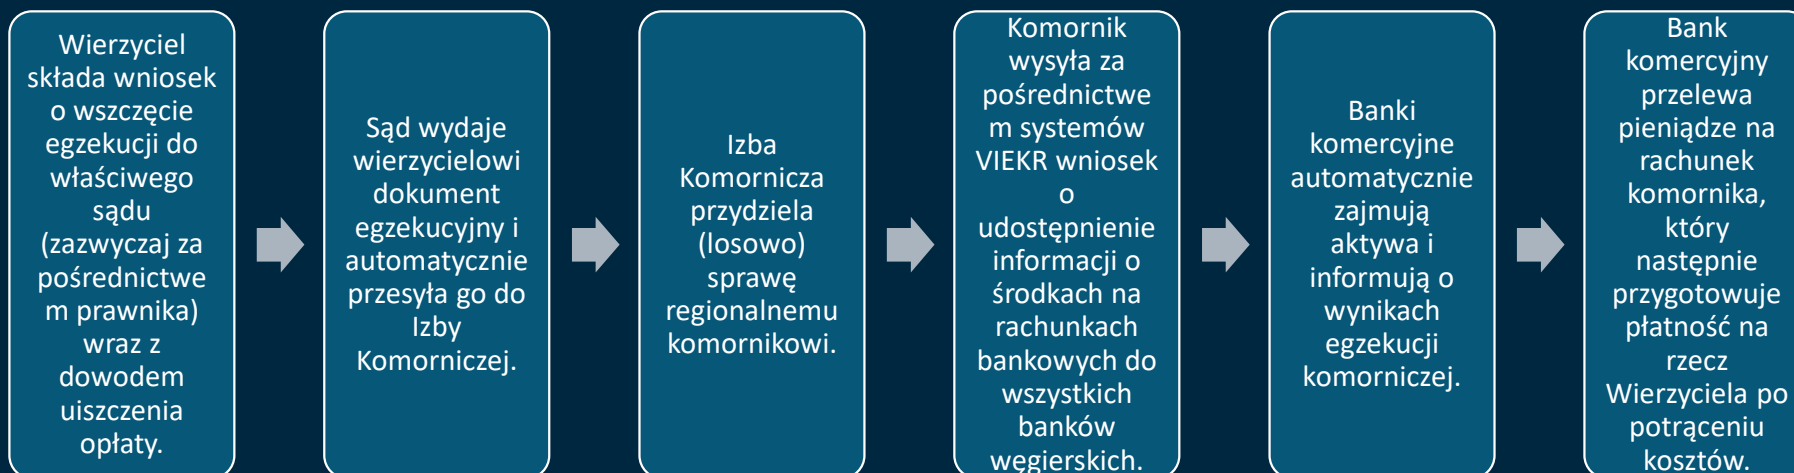 Wierzyciel
składa wniosek
o wszczęcie
egzekucji do
właściwego
sądu
(zazwyczaj za
pośrednictwe
m prawnika)
wraz z
dowodem
uiszczenia
opłaty.
Sąd wydaje
wierzycielowi
dokument
egzekucyjny i
automatycznie
przesyła go do
Izby
Komorniczej.
Izba
Komornicza
przydziela
(losowo)
sprawę
regionalnemu
komornikowi.
Komornik
wysyła za
pośrednictwe
m systemów
VIEKR wniosek
o
udostępnienie
informacji o
środkach na
rachunkach
bankowych do
wszystkich
banków
węgierskich.
Banki
komercyjne
automatycznie
zajmują
aktywa i
informują o
wynikach
egzekucji
komorniczej.
Bank
komercyjny
przelewa
pieniądze na
rachunek
komornika,
który
następnie
przygotowuje
płatność na
rzecz
Wierzyciela po
potrąceniu
kosztów.